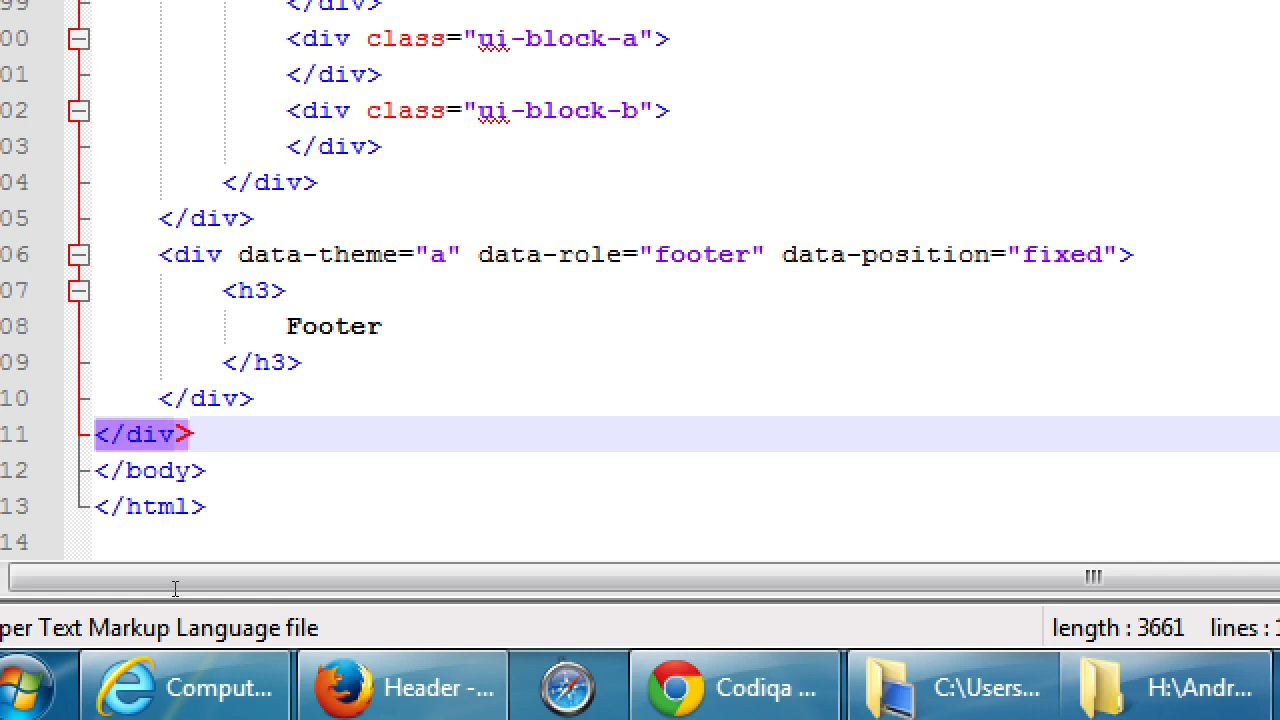 99 </div>
00 <div class="ui-block-a">
01 </div>
02 <div class="ui-block-b">
03 </div>
04 </div>
05 </div>
06 <div data-theme="a" data-role="footer" data-position="fixed">
07 <h3>
08 Footer
09 </h3>
10 </div>
11 </div>
12 </body>
13 </html>
14
per Text Markup Language file length : 3661 lines :
Comput... Header -... Codiqa ... C:\Users... H:\Andr...